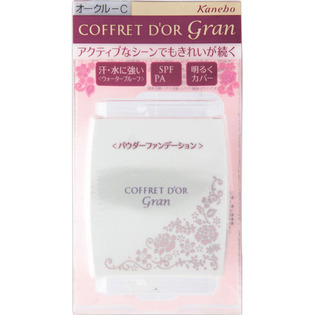 オークルーC
Kanebo
COFFRET D'OR Gran
アクティブなシーンでもきれいが続く
汗・水に強い
<ウォータープルーフ>
SPF
PA
明るく
カバー
<パウダーファンデーション>
COFFRET D'OR
Gran